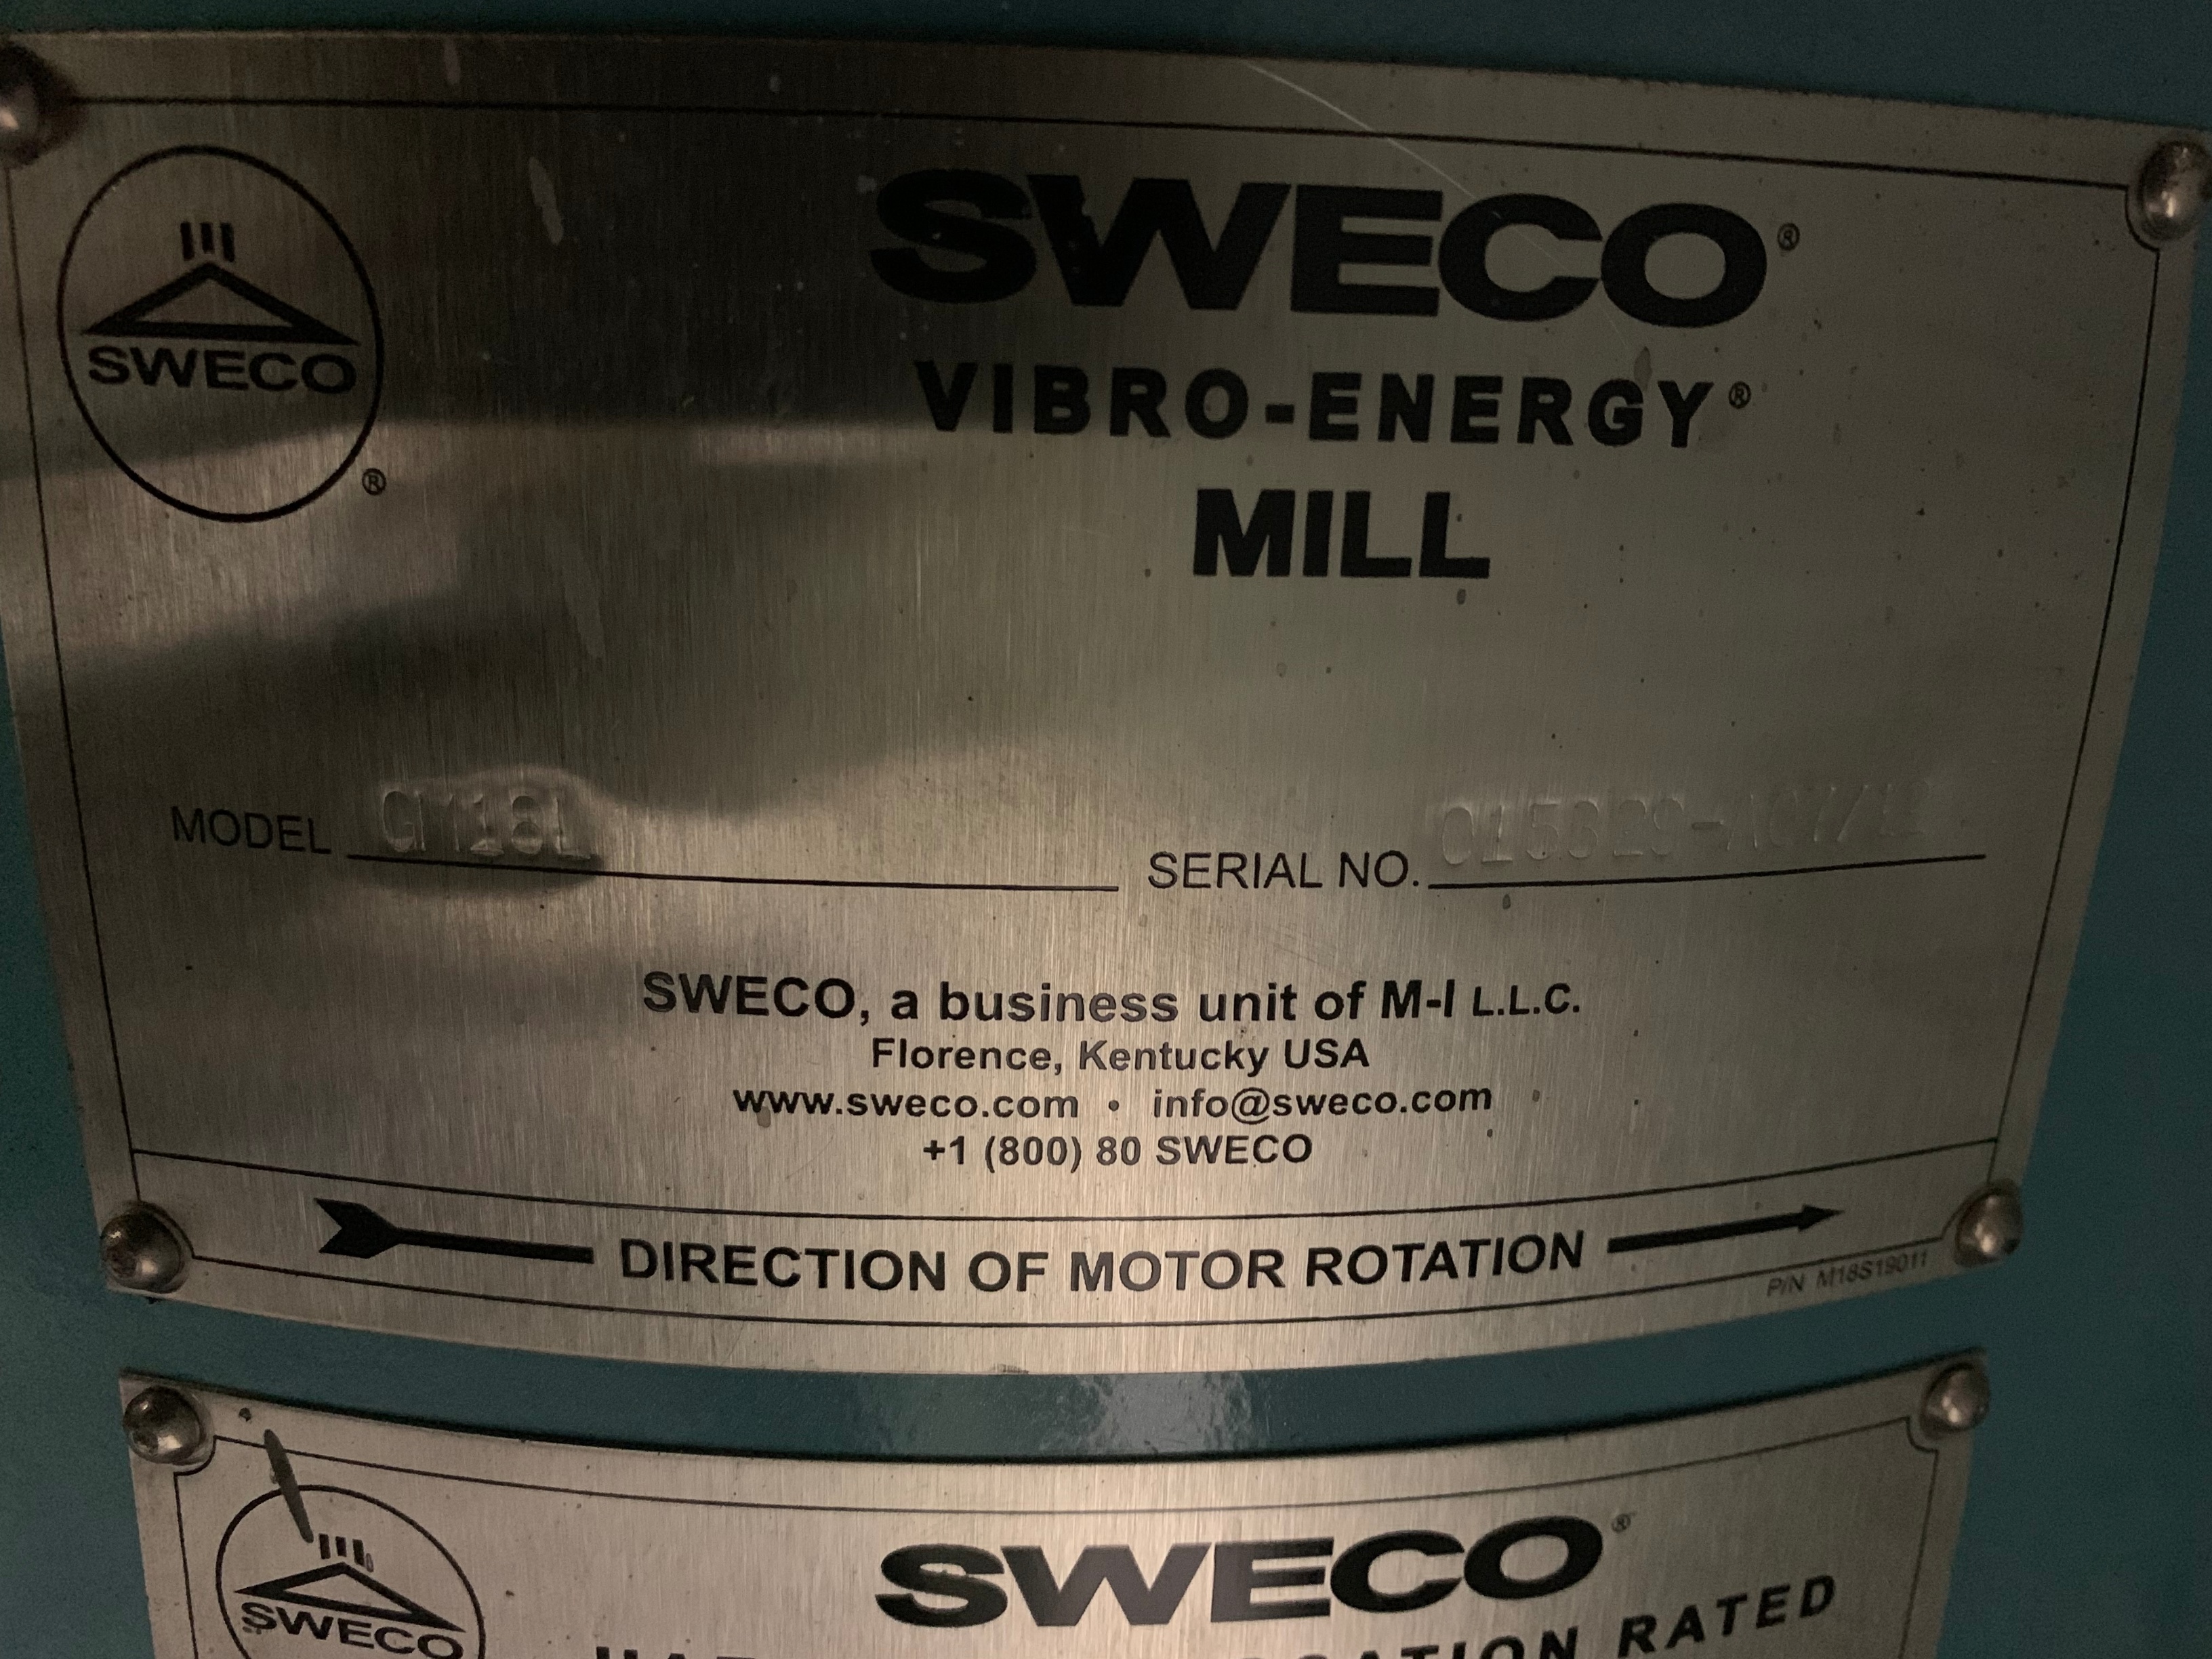 SWECO®
SWECO®
VIBRO-ENERGY®
MILL
MODEL GM18L
SERIAL NO.
SWECO, a business unit of M-I L.L.C.
Florence, Kentucky USA
www.sweco.com • info@sweco.com
+1 (800) 80 SWECO
DIRECTION OF MOTOR ROTATION
P/N M18S19011
SWECO
SWECO®
RATED